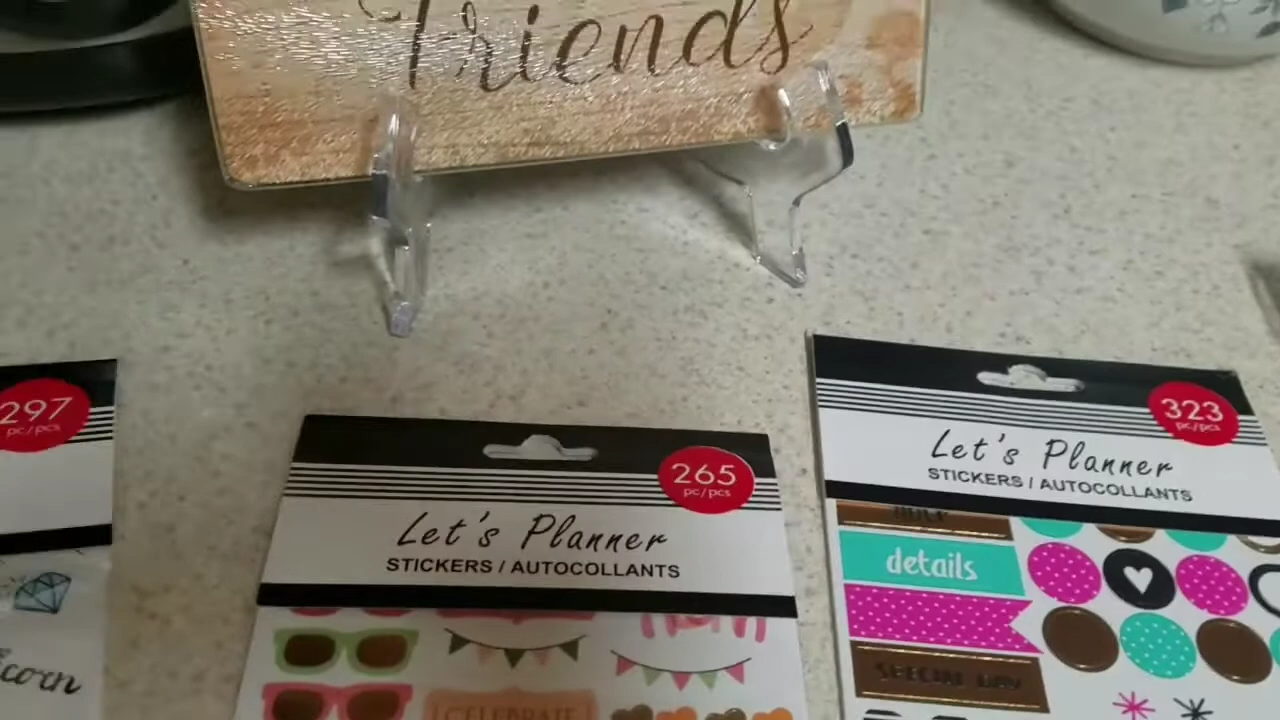 Friends
297
pc/pcs
corn
265
pc/pcs
Let's Planner
STICKERS / AUTOCOLLANTS
CELEBRATE
323
pc/pcs
Let's Planner
STICKERS / AUTOCOLLANTS
details
SPECIAL DAY